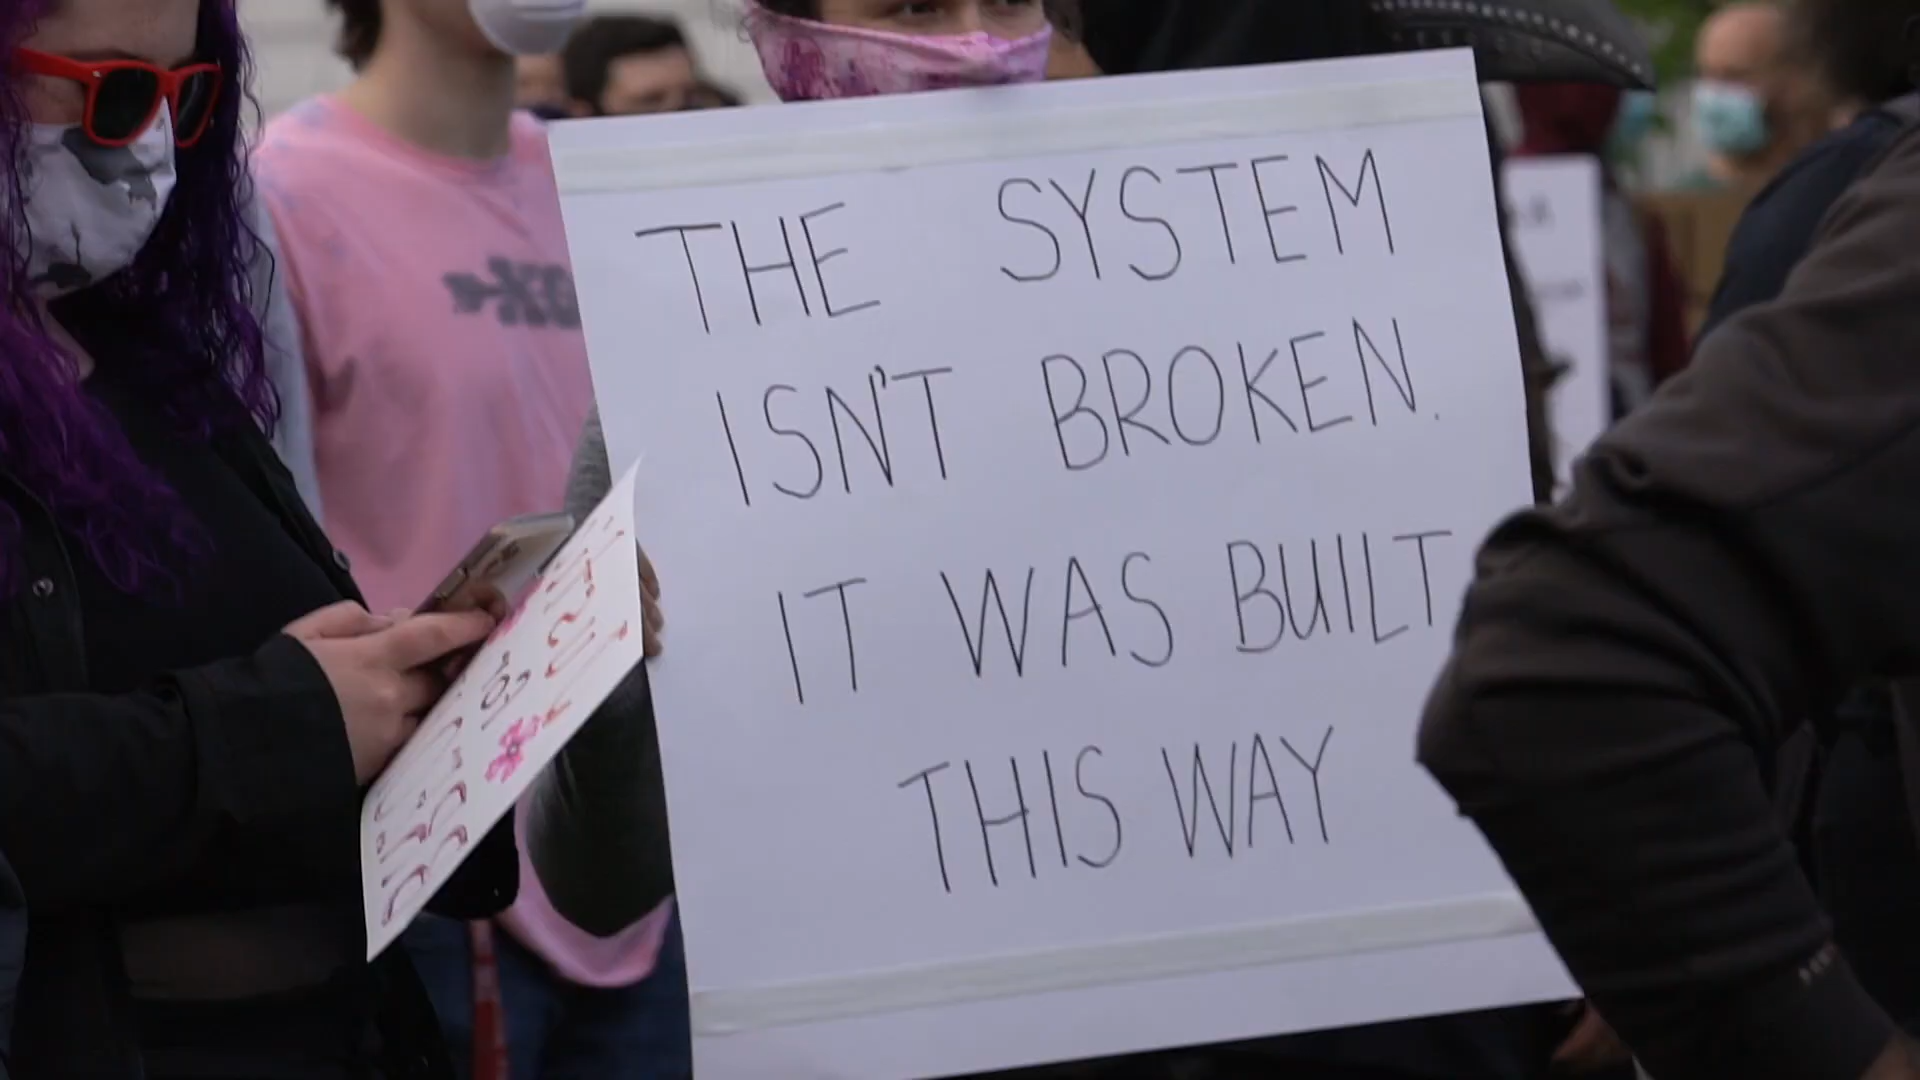 THE SYSTEM
ISN'T BROKEN.
IT WAS BUILT
THIS WAY